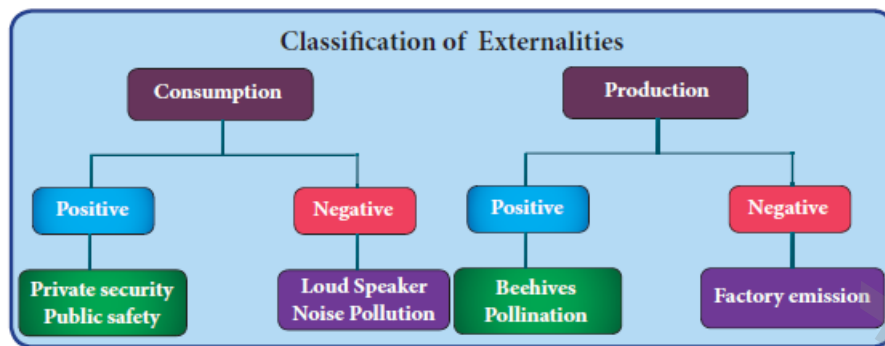 Classification of Externalities
Consumption
Production
Positive
Negative
Positive
Negative
Private security
Public safety
Loud Speaker
Noise Pollution
Beehives
Pollination
Factory emission